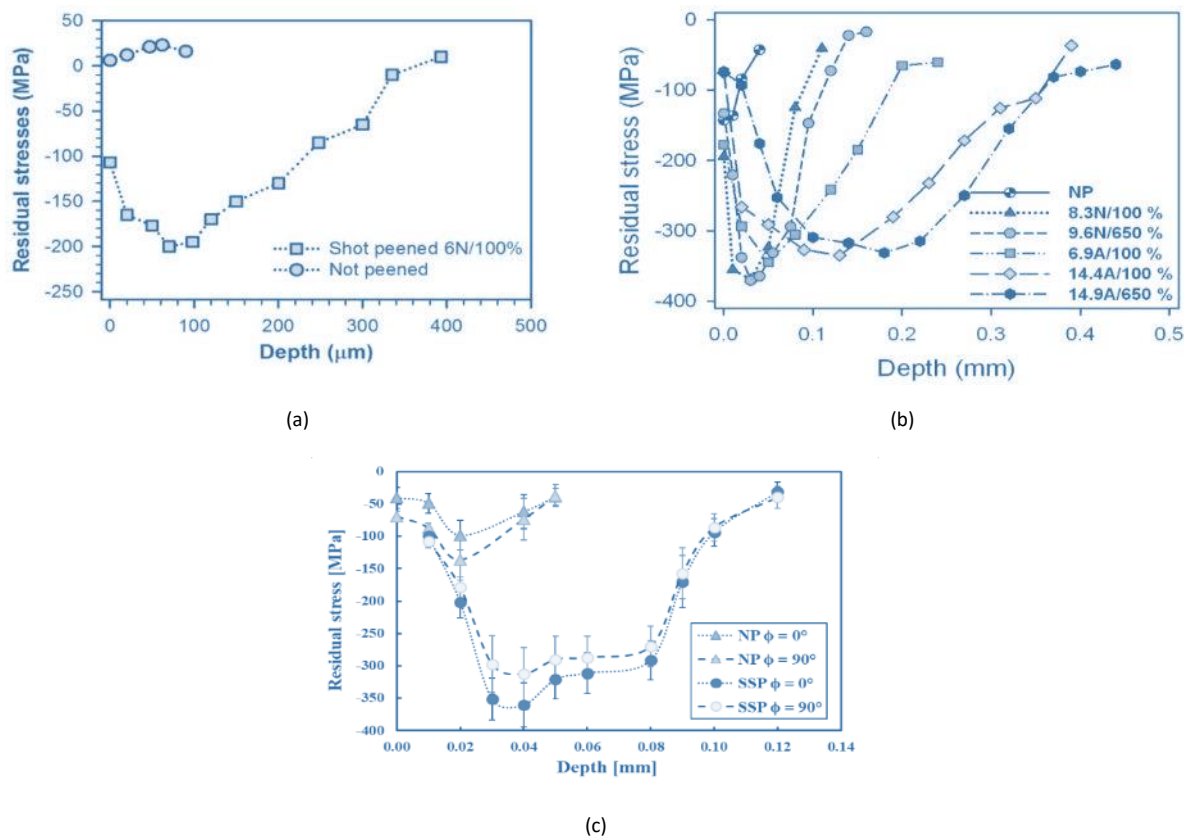 50
0
-50
-100
-150
-200
-250
Residual stresses (MPa)
Shot peened 6N/100%
Not peened
0 100 200 300 400 500
Depth (μm)
(a)
0
-100
-200
-300
-400
Residual stress (MPa)
NP
8.3N/100 %
9.6N/650 %
6.9A/100 %
14.4A/100 %
14.9A/650 %
0.0 0.1 0.2 0.3 0.4 0.5
Depth (mm)
(b)
0
-50
-100
-150
-200
-250
-300
-350
-400
Residual stress [MPa]
NP ϕ = 0°
NP ϕ = 90°
SSP ϕ = 0°
SSP ϕ = 90°
0.00 0.02 0.04 0.06 0.08 0.10 0.12 0.14
Depth [mm]
(c)